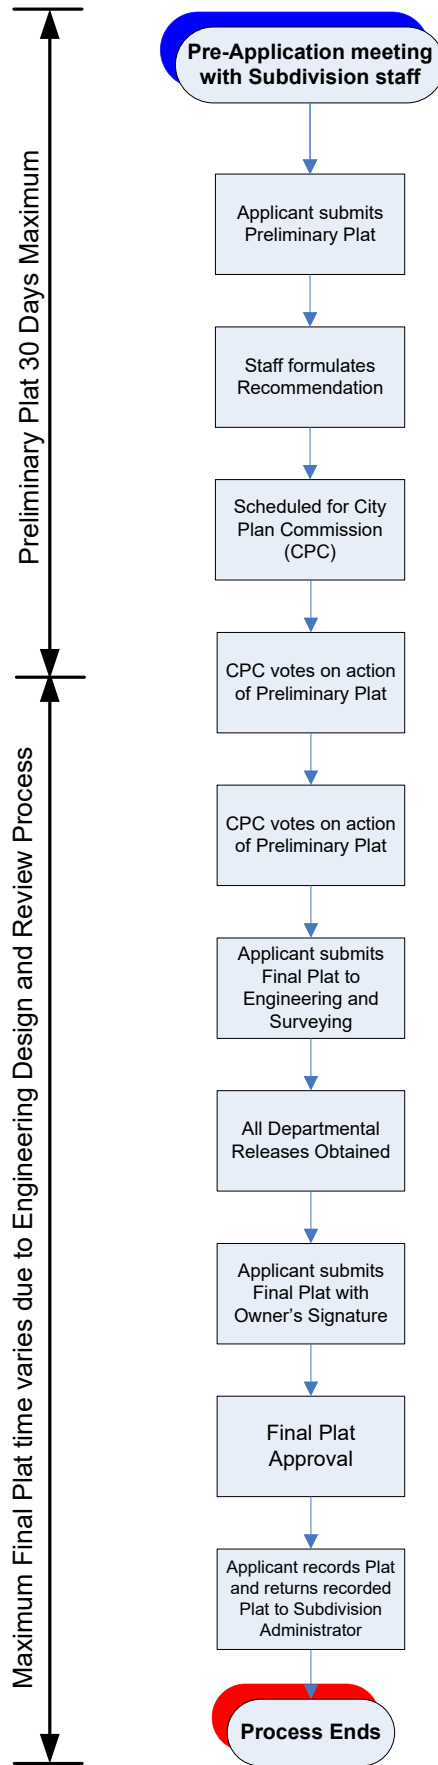 Pre-Application meeting
with Subdivision staff
Preliminary Plat 30 Days Maximum
Applicant submits
Preliminary Plat
Staff formulates
Recommendation
Scheduled for City
Plan Commission
(CPC)
CPC votes on action
of Preliminary Plat
Maximum Final Plat time varies due to Engineering Design and Review Process
CPC votes on action
of Preliminary Plat
Applicant submits
Final Plat to
Engineering and
Surveying
All Departmental
Releases Obtained
Applicant submits
Final Plat with
Owner's Signature
Final Plat
Approval
Applicant records Plat
and returns recorded
Plat to Subdivision
Administrator
Process Ends